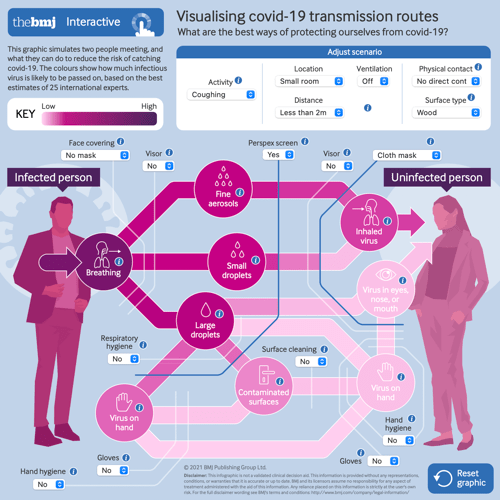 thebmj Interactive
Visualising covid-19 transmission routes
What are the best ways of protecting ourselves from covid-19?
This graphic simulates two people meeting, and
what they can do to reduce the risk of catching
covid-19. The colours show how much infectious
virus is likely to be passed on, based on the best
estimates of 25 international experts.
KEY
Low
High
Adjust scenario
Activity
Coughing
Location
Small room
Ventilation
Off
Physical contact
No direct cont
Distance
Less than 2m
Surface type
Wood
Face covering
No mask
Visor
No
Perspex screen
Yes
Visor
No
Cloth mask
Infected person
Uninfected person
Fine
aerosols
Inhaled
virus
Breathing
Small
droplets
Virus in eyes,
nose, or
mouth
Large
droplets
Respiratory
hygiene
No
Surface cleaning
No
Contaminated
surfaces
Virus on
hand
Virus on
hand
Hand
hygiene
No
Gloves
No
Hand hygiene
No
Gloves
No
© 2021 BMJ Publishing Group Ltd.
Disclaimer: This infographic is not a validated clinical decision aid. This information is provided without any representations,
conditions, or warranties that it is accurate or up to date. BMJ and its licensors assume no responsibility for any aspect of
treatment administered with the aid of this information. Any reliance placed on this information is strictly at the user's own
risk. For the full disclaimer wording see BMJ's terms and conditions: http://www.bmj.com/company/legal-information/
Reset
graphic